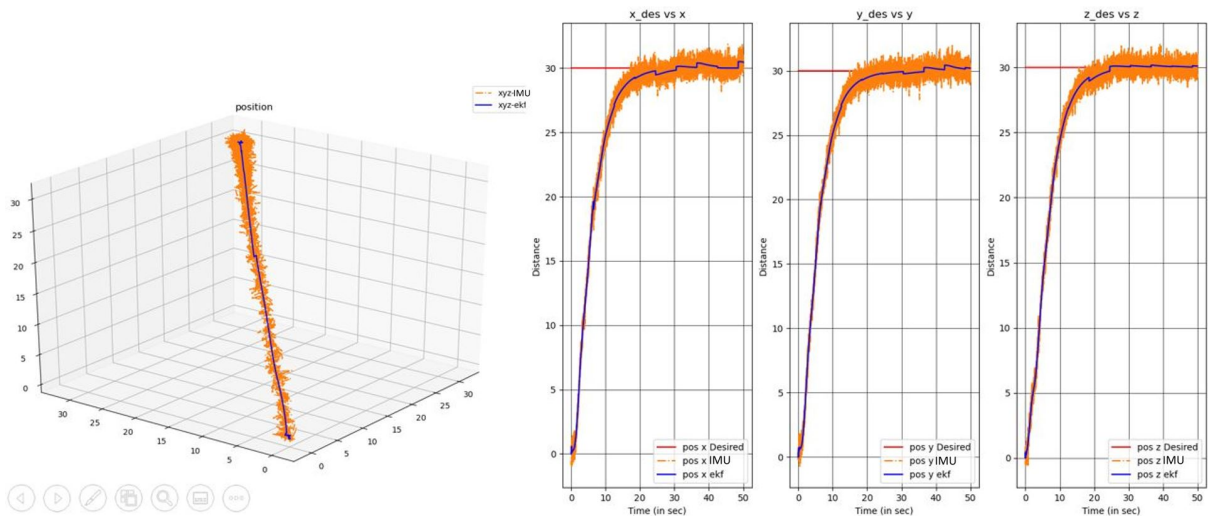 position
xyz-IMU
xyz-ekf
30
25
20
15
10
5
0
30
25
20
15
10
5
0
0
5
10
15
20
25
30
x_des vs x
Distance
30
25
20
15
10
5
0
pos x Desired
pos x IMU
pos x ekf
0 10 20 30 40 50
Time (in sec)
y_des vs y
Distance
30
25
20
15
10
5
0
pos y Desired
pos y IMU
pos y ekf
0 10 20 30 40 50
Time (in sec)
z_des vs z
Distance
30
25
20
15
10
5
0
pos z Desired
pos z IMU
pos z ekf
0 10 20 30 40 50
Time (in sec)